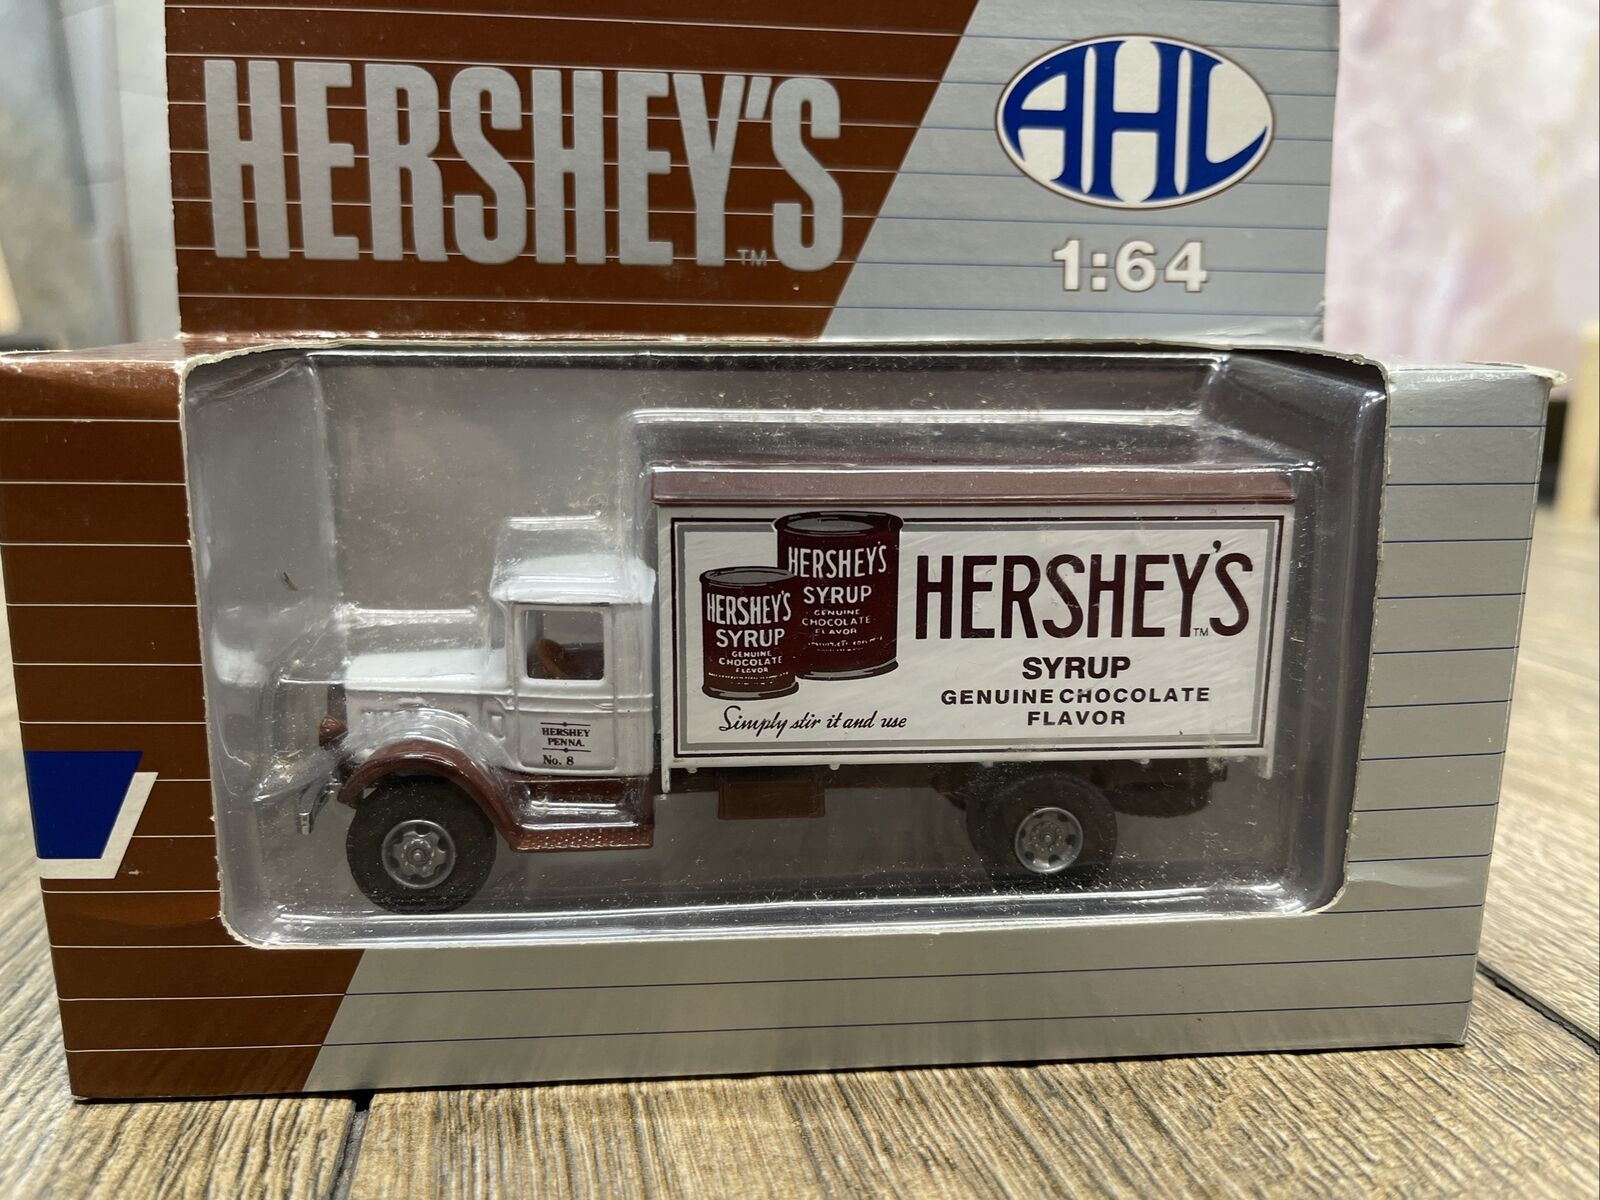 HERSHEY'S
TM
AHL
1:64
HERSHEY'S
SYRUP
GENUINE
CHOCOLATE
FLAVOR
HERSHEY'S
SYRUP
GENUINE
CHOCOLATE
FLAVOR
Simply stir it and use
HERSHEY'S
TM
SYRUP
GENUINE CHOCOLATE
FLAVOR
HERSHEY
PENNA.
No. 8